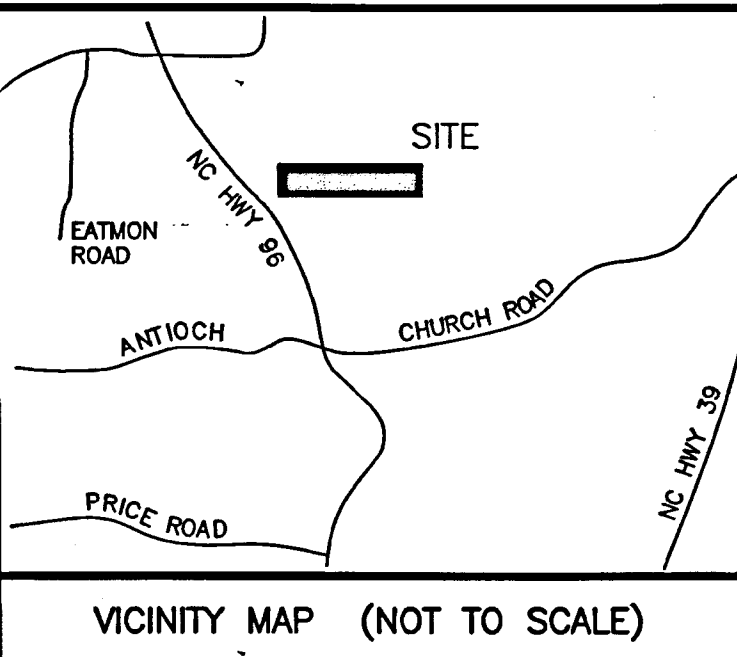 SITE
NC HWY 96
EATMON
ROAD
ANTIOCH
CHURCH ROAD
NC HWY 39
PRICE ROAD
VICINITY MAP (NOT TO SCALE)